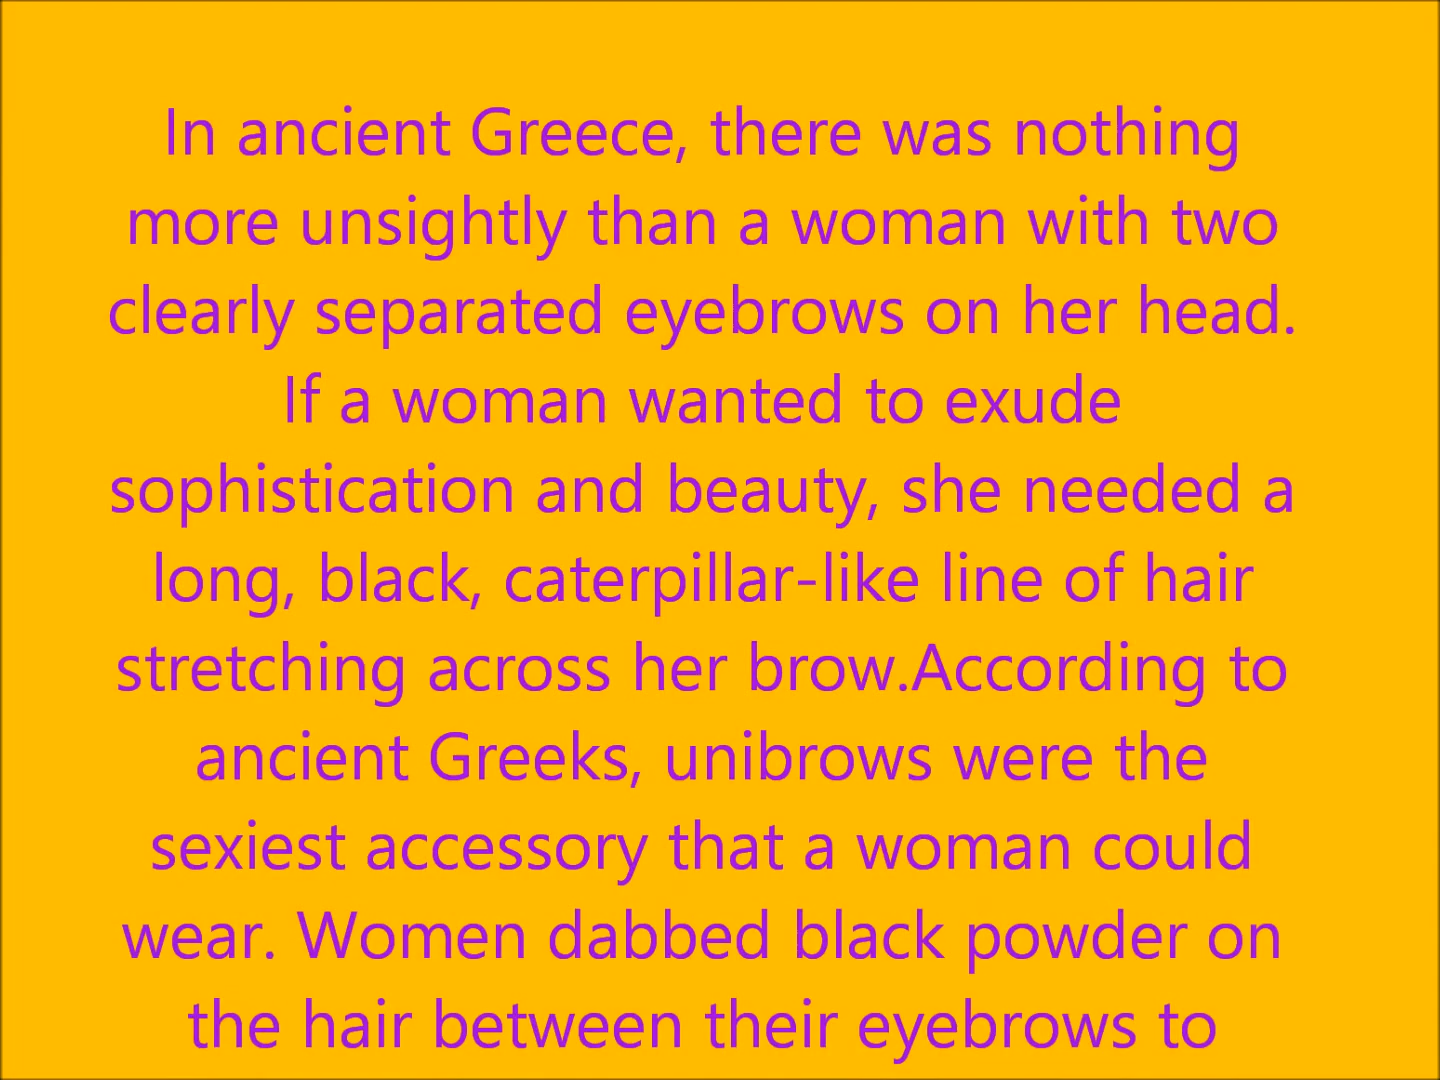 In ancient Greece, there was nothing
more unsightly than a woman with two
clearly separated eyebrows on her head.
If a woman wanted to exude
sophistication and beauty, she needed a
long, black, caterpillar-like line of hair
stretching across her brow.According to
ancient Greeks, unibrows were the
sexiest accessory that a woman could
wear. Women dabbed black powder on
the hair between their eyebrows to